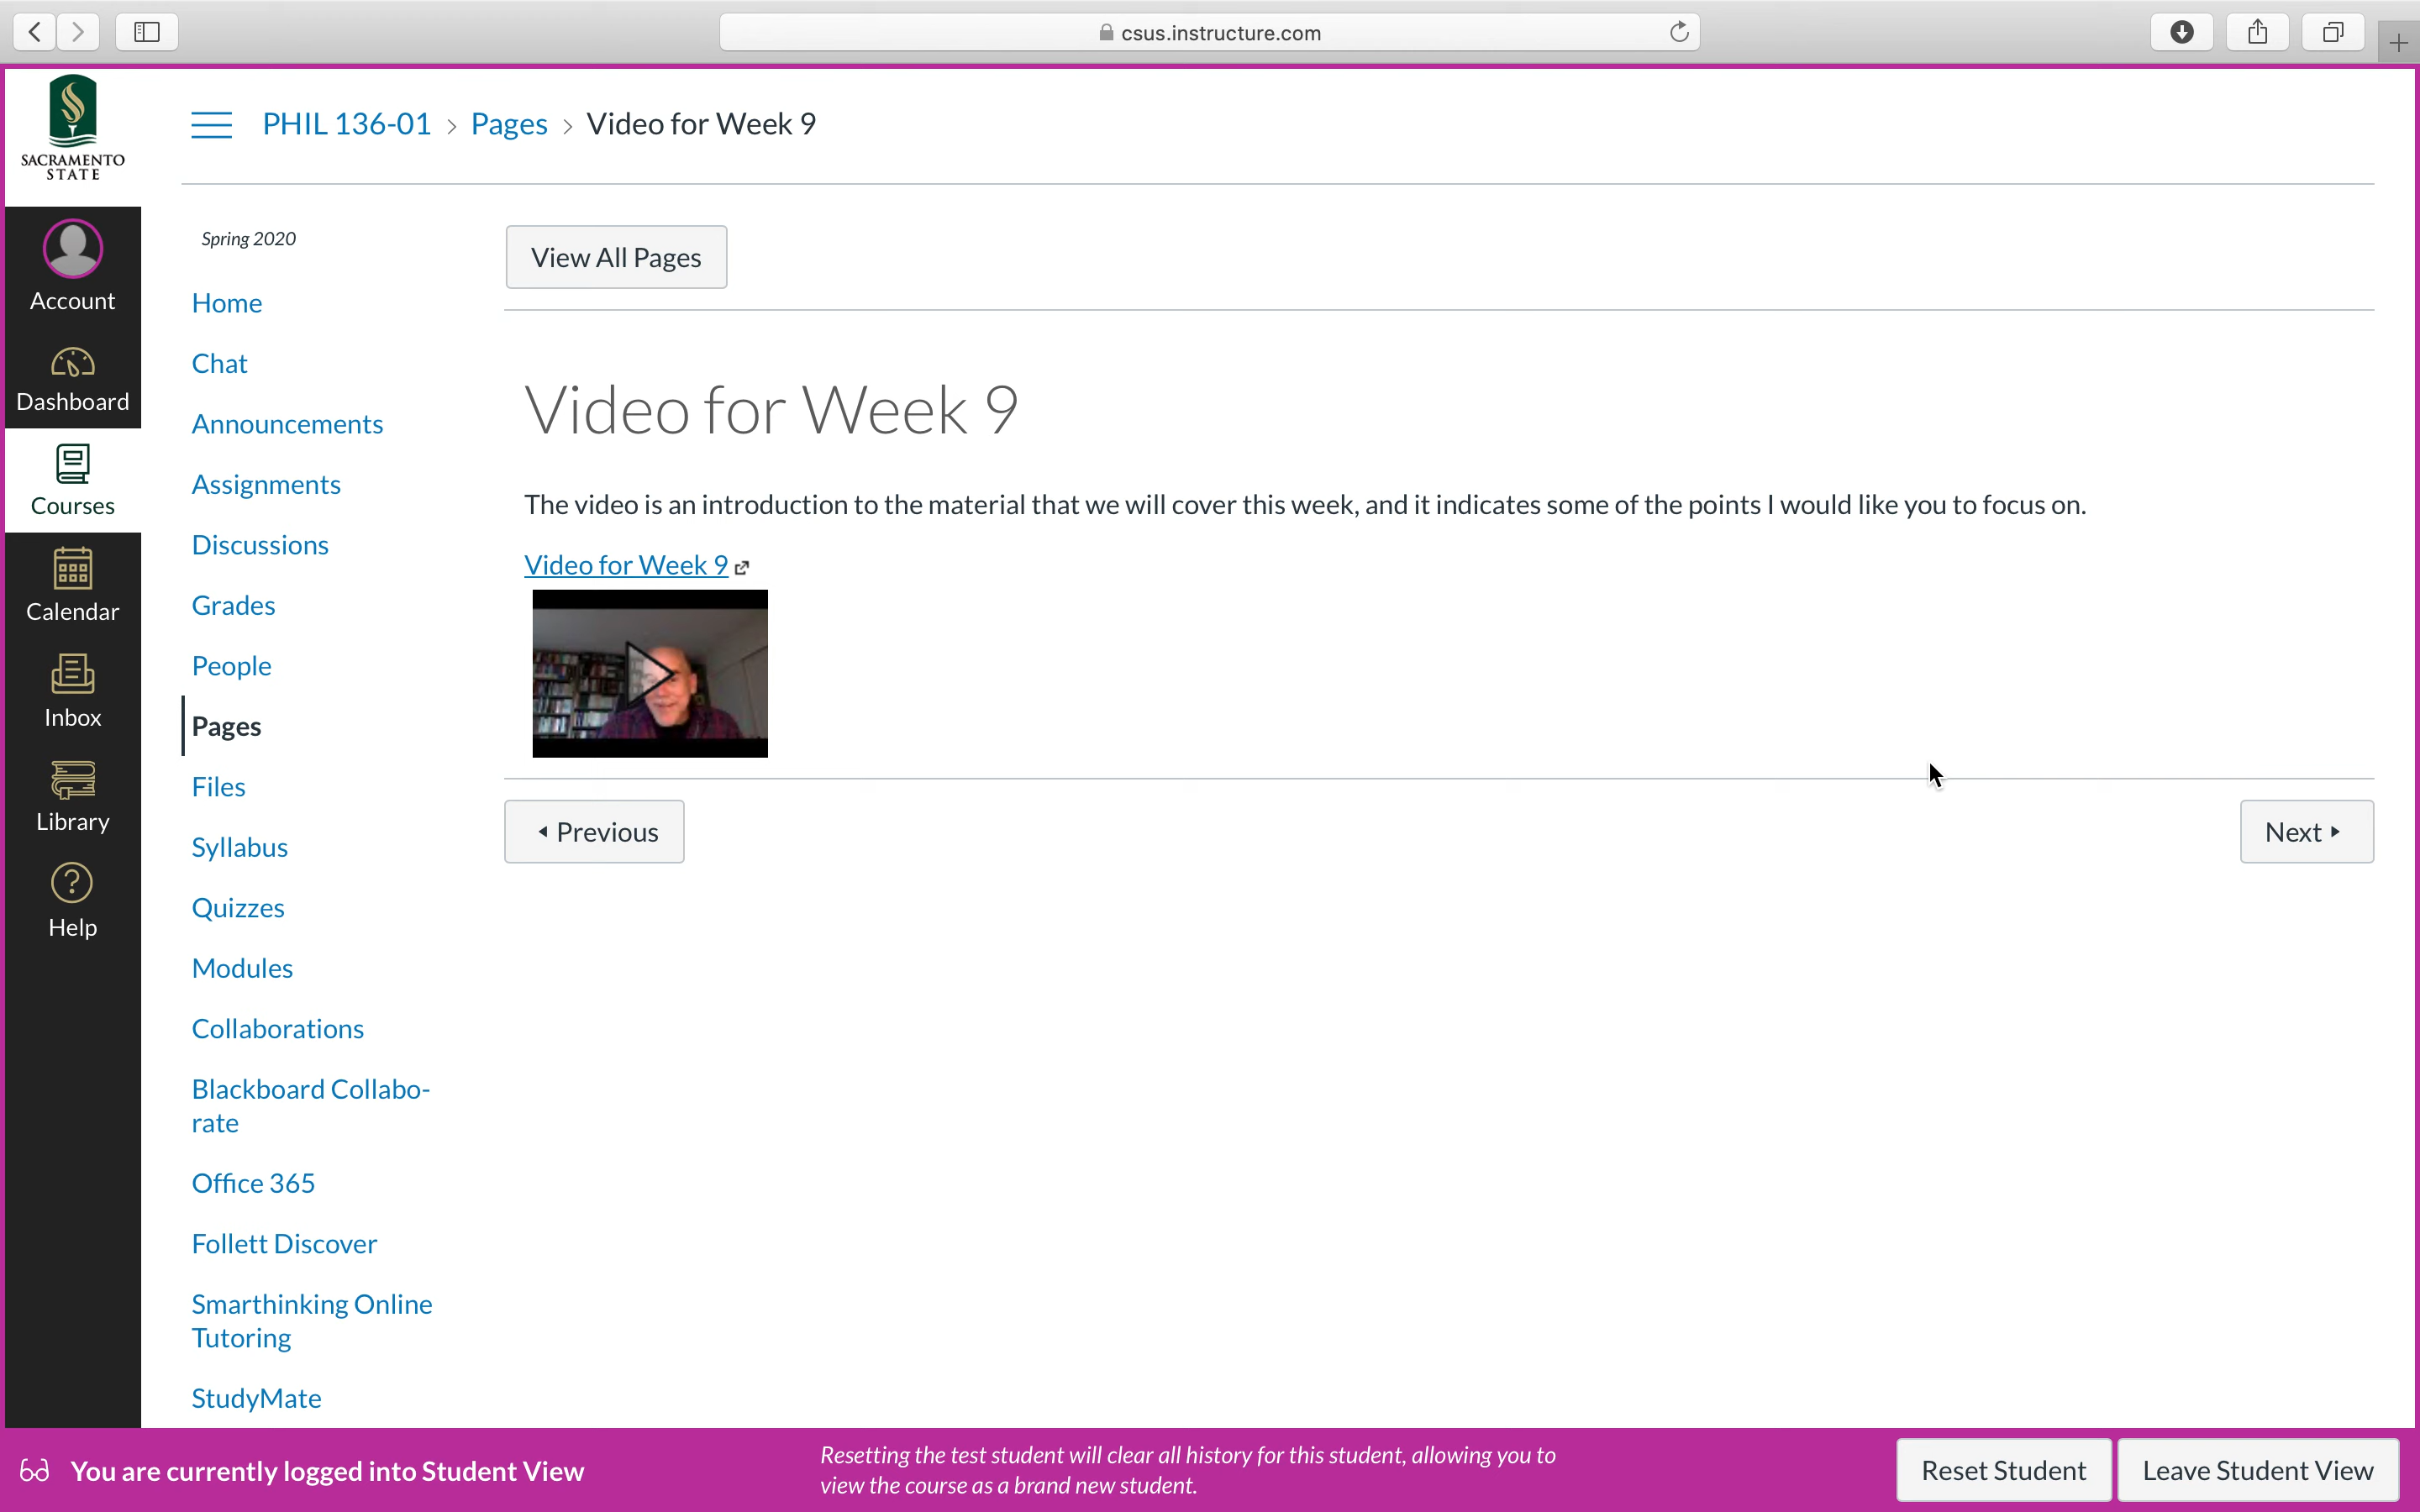 csus.instructure.com
SACRAMENTO
STATE
PHIL 136-01 › Pages › Video for Week 9
Account
Dashboard
Courses
Calendar
Inbox
Library
Help
Spring 2020
Home
Chat
Announcements
Assignments
Discussions
Grades
People
Pages
Files
Syllabus
Quizzes
Modules
Collaborations
Blackboard Collabo-
rate
Office 365
Follett Discover
Smarthinking Online
Tutoring
StudyMate
View All Pages
Video for Week 9
The video is an introduction to the material that we will cover this week, and it indicates some of the points I would like you to focus on.
Video for Week 9
Previous
Next
You are currently logged into Student View
Resetting the test student will clear all history for this student, allowing you to
view the course as a brand new student.
Reset Student
Leave Student View